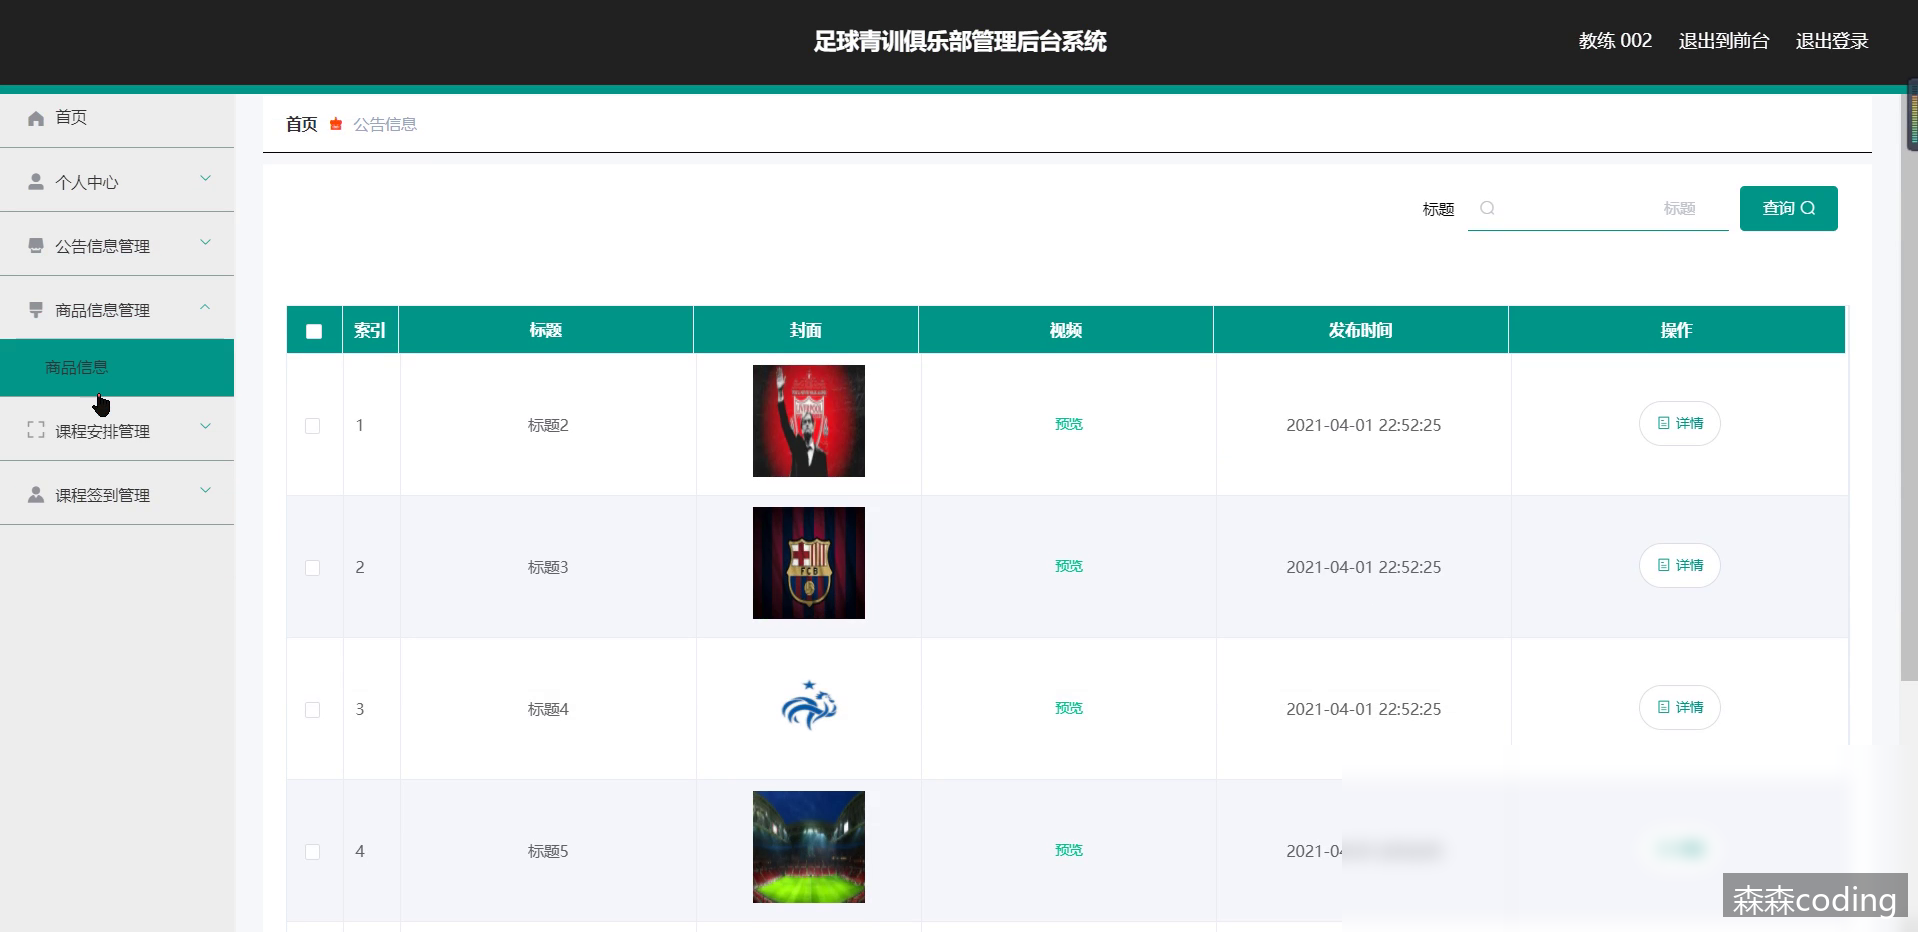 足球青训俱乐部管理后台系统
教练 002 退出到前台 退出登录
首页
个人中心
公告信息管理
商品信息管理
商品信息
课程安排管理
课程签到管理
首页 公告信息
标题 标题 查询
索引 标题 封面 视频 发布时间 操作
1 标题2 预览 2021-04-01 22:52:25 详情
LIVERPOOL
2 标题3 预览 2021-04-01 22:52:25 详情
FCB
3 标题4 预览 2021-04-01 22:52:25 详情
4 标题5 预览 2021-04
森森coding